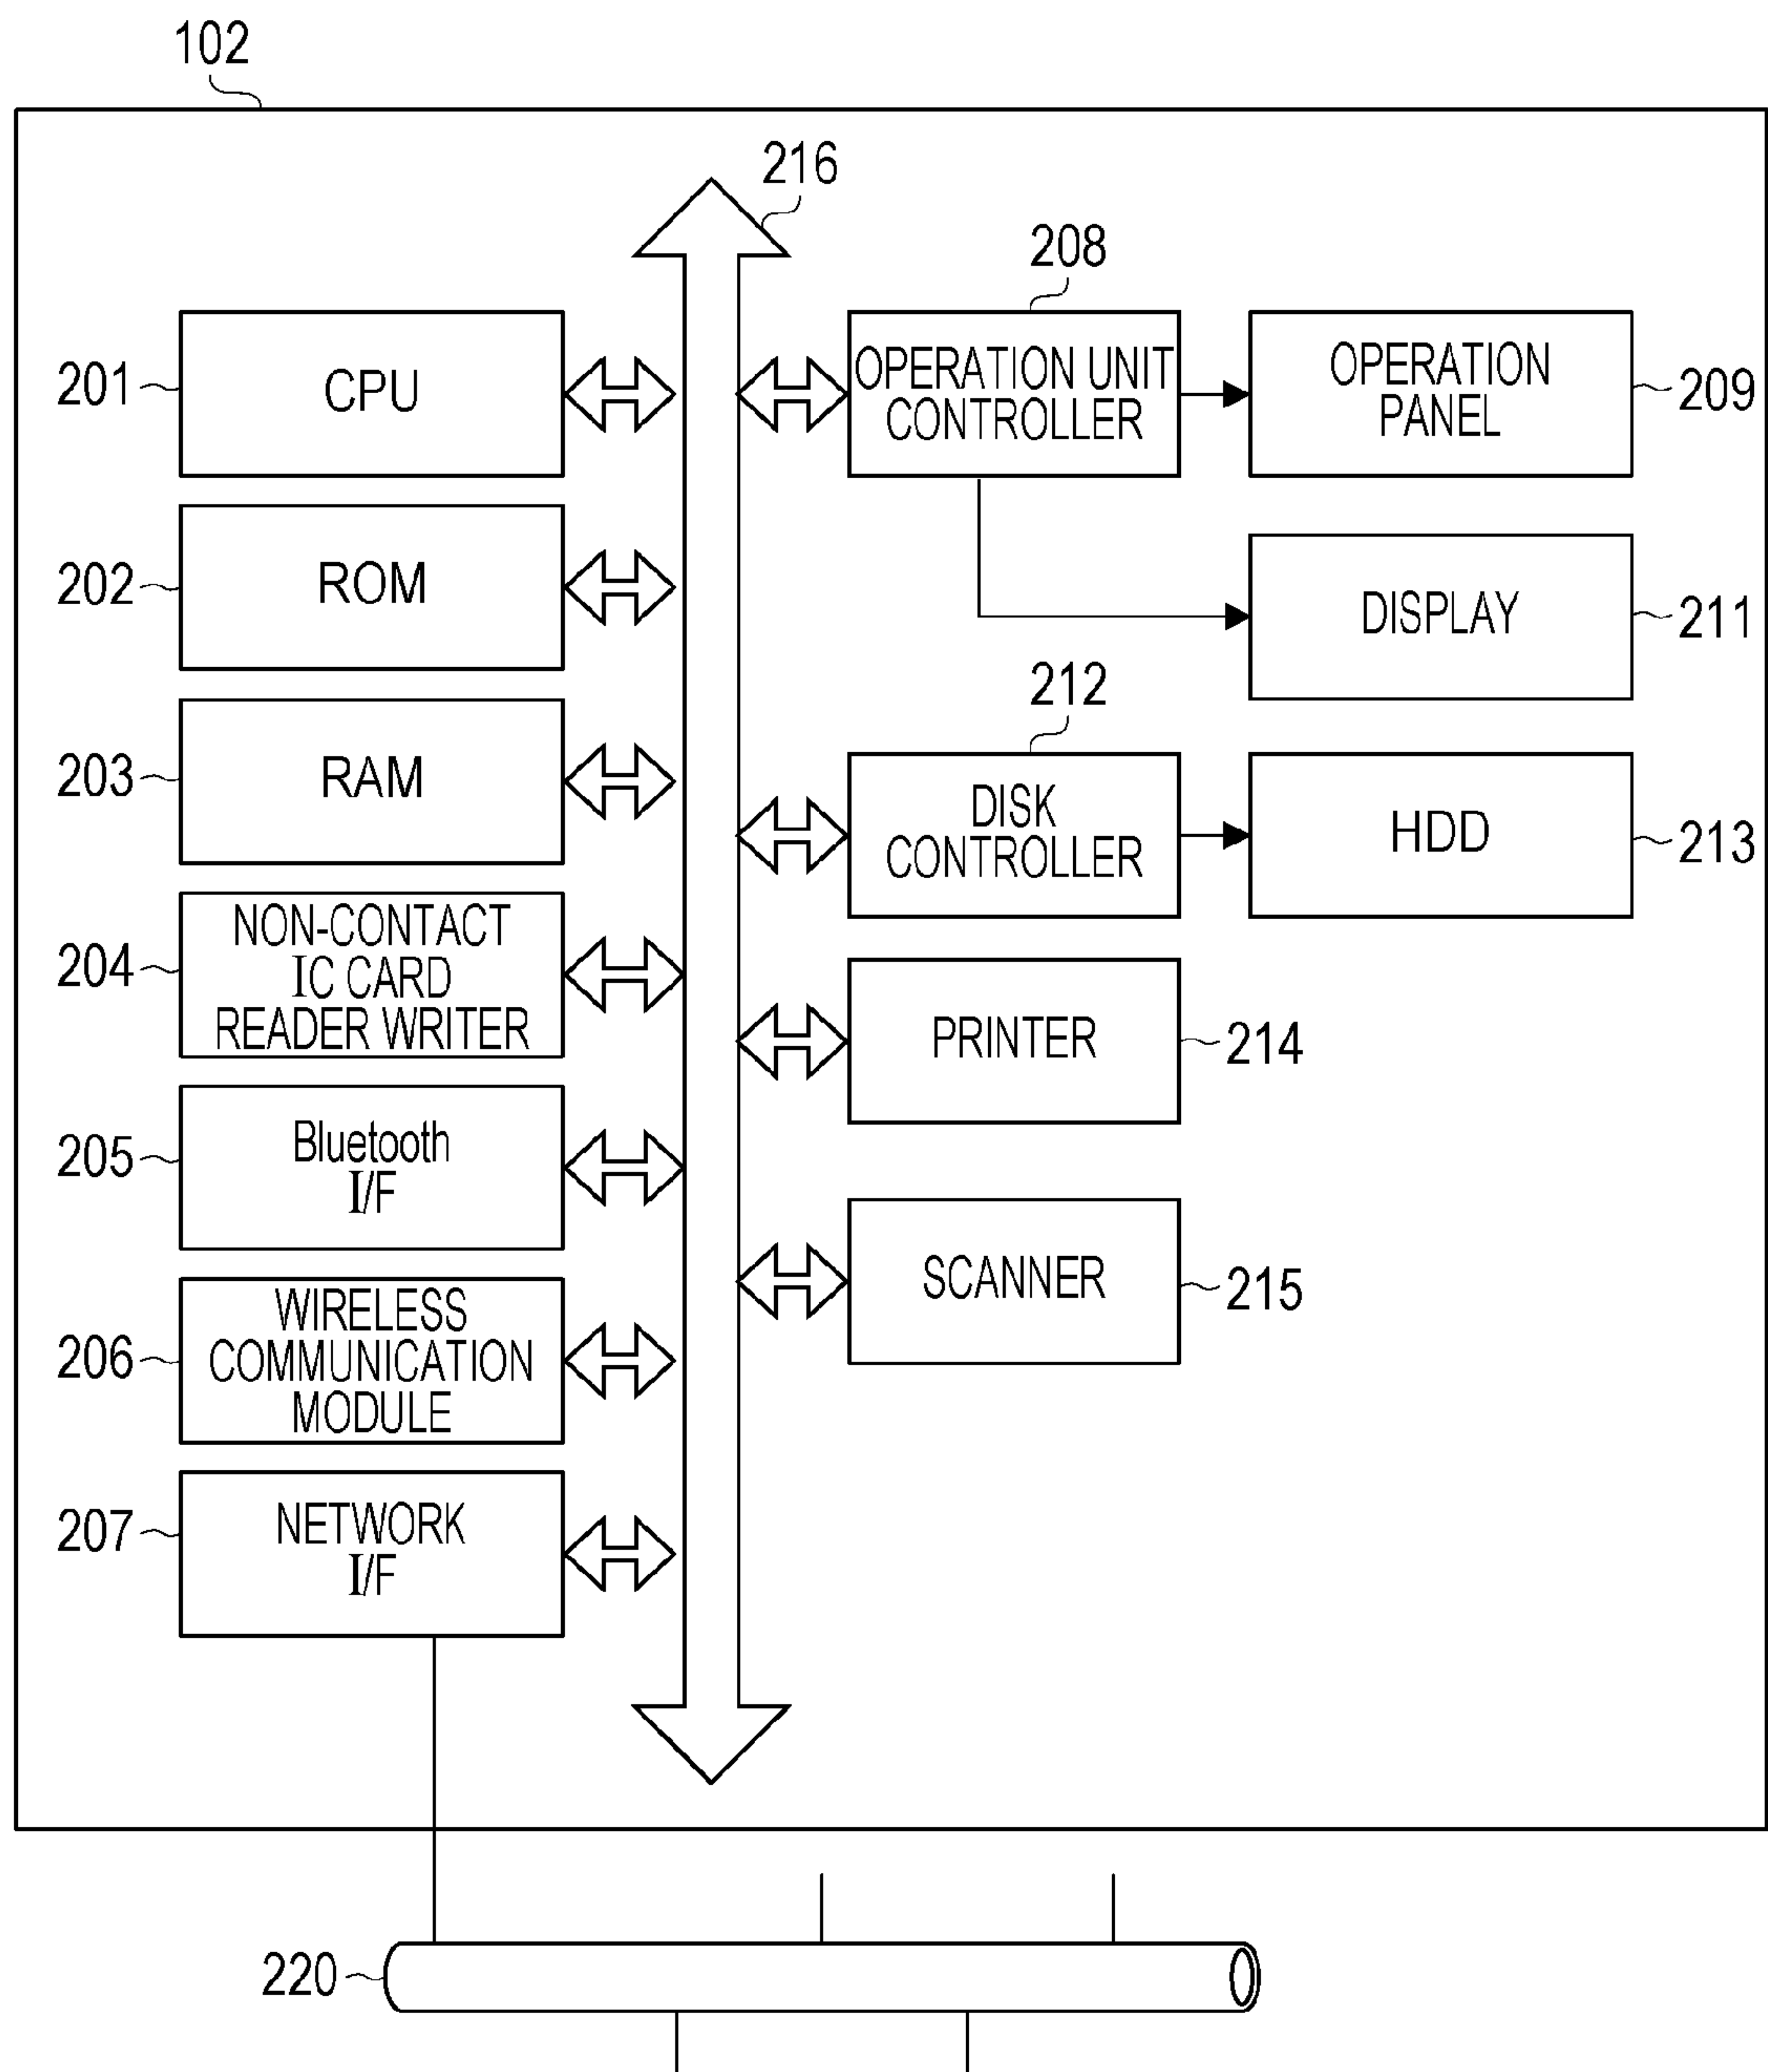 102
216
208
201
CPU
OPERATION UNIT
CONTROLLER
OPERATION
PANEL
209
202
ROM
DISPLAY
211
212
203
RAM
DISK
CONTROLLER
HDD
213
204
NON-CONTACT
IC CARD
READER WRITER
PRINTER
214
205
Bluetooth
I/F
SCANNER
215
206
WIRELESS
COMMUNICATION
MODULE
207
NETWORK
I/F
220